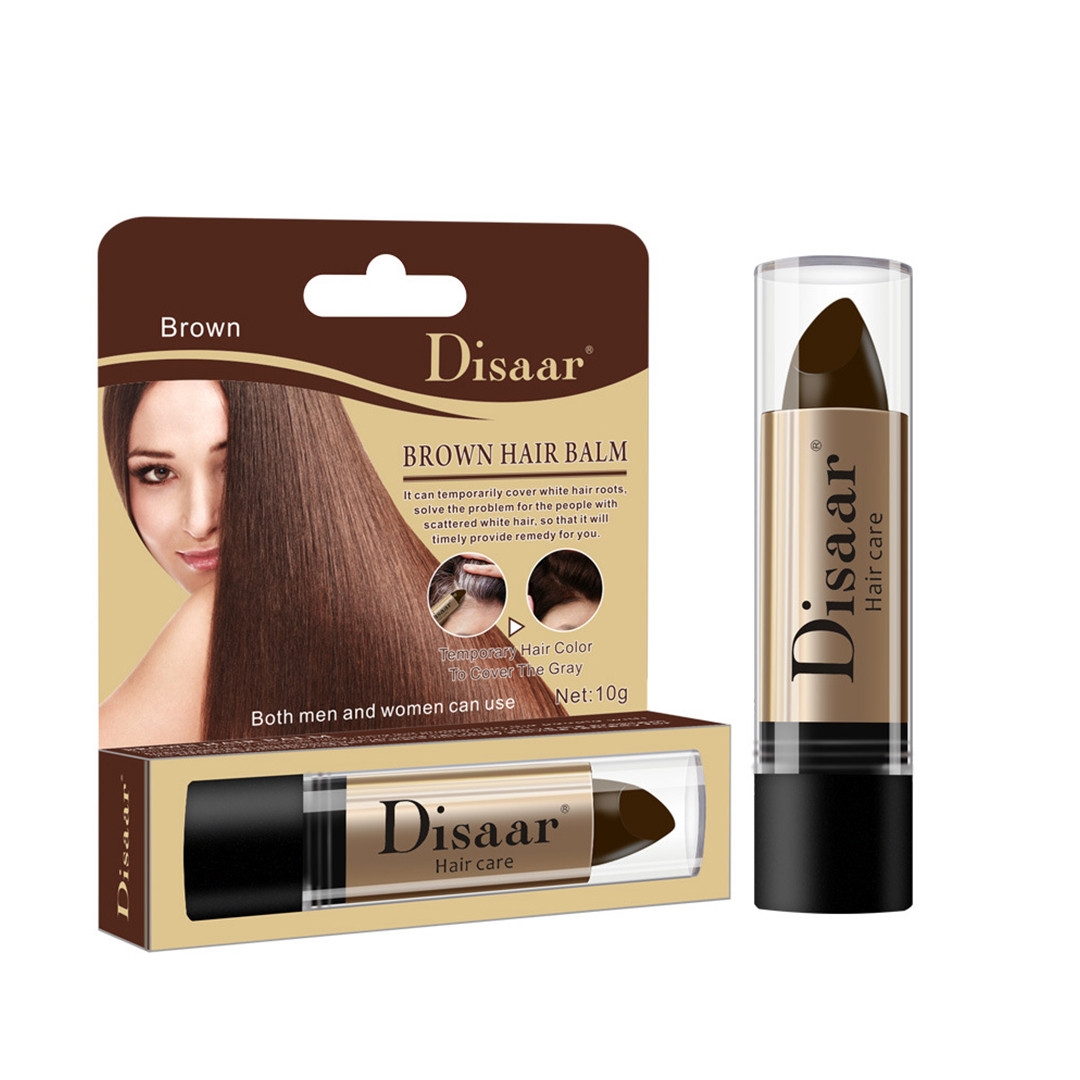 Brown
Disaar®
BROWN HAIR BALM
It can temporarily cover white hair roots,
solve the problem for the people with
scattered white hair, so that it will
timely provide remedy for you.
Temporary Hair Color
To Cover The Gray
Net:10g
Both men and women can use
Disaar®
Disaar®
Hair care
Disaar®
Hair care